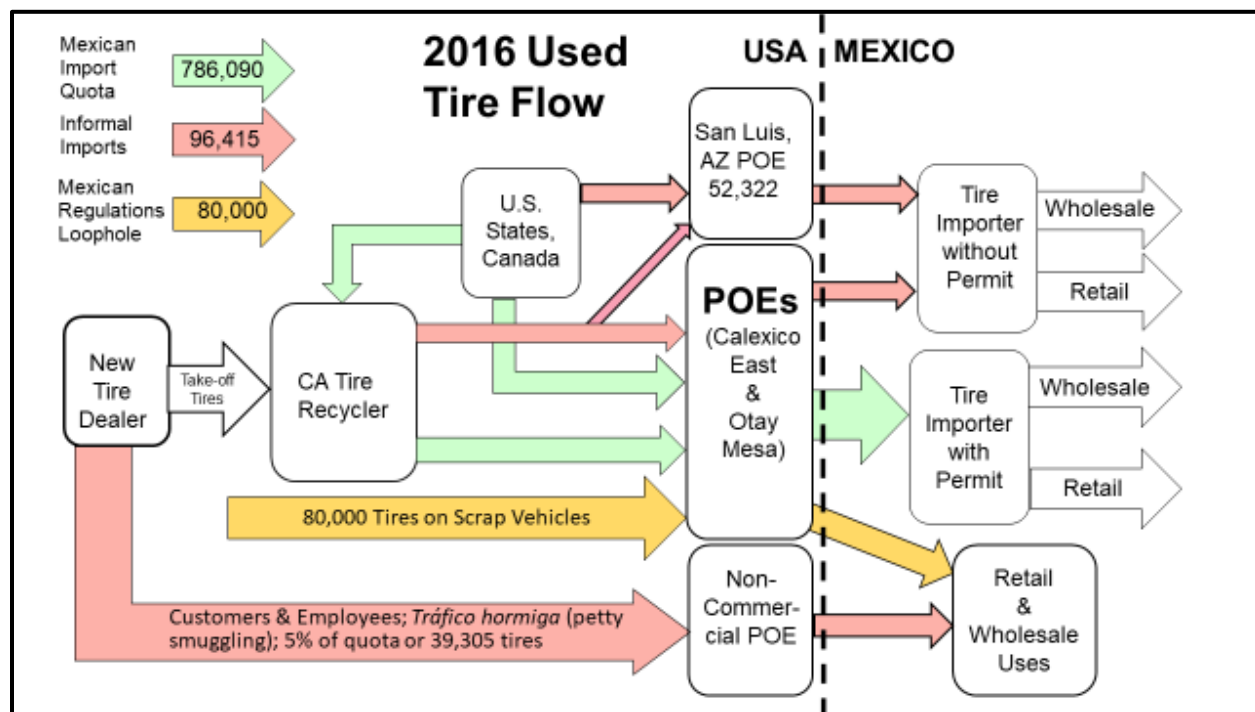 Mexican
Import
Quota
786,090
Informal
Imports
96,415
Mexican
Regulations
Loophole
80,000
2016 Used
Tire Flow
USA
MEXICO
San Luis,
AZ POE
52,322
U.S.
States,
Canada
Tire
Importer
without
Permit
Wholesale
Retail
New
Tire
Dealer
Take-off
Tires
CA Tire
Recycler
POEs
(Calexico
East
&
Otay
Mesa)
Tire
Importer
with
Permit
Wholesale
Retail
80,000 Tires on Scrap Vehicles
Customers & Employees; Tráfico hormiga (petty
smuggling); 5% of quota or 39,305 tires
Non-
Commer-
cial POE
Retail
&
Wholesale
Uses